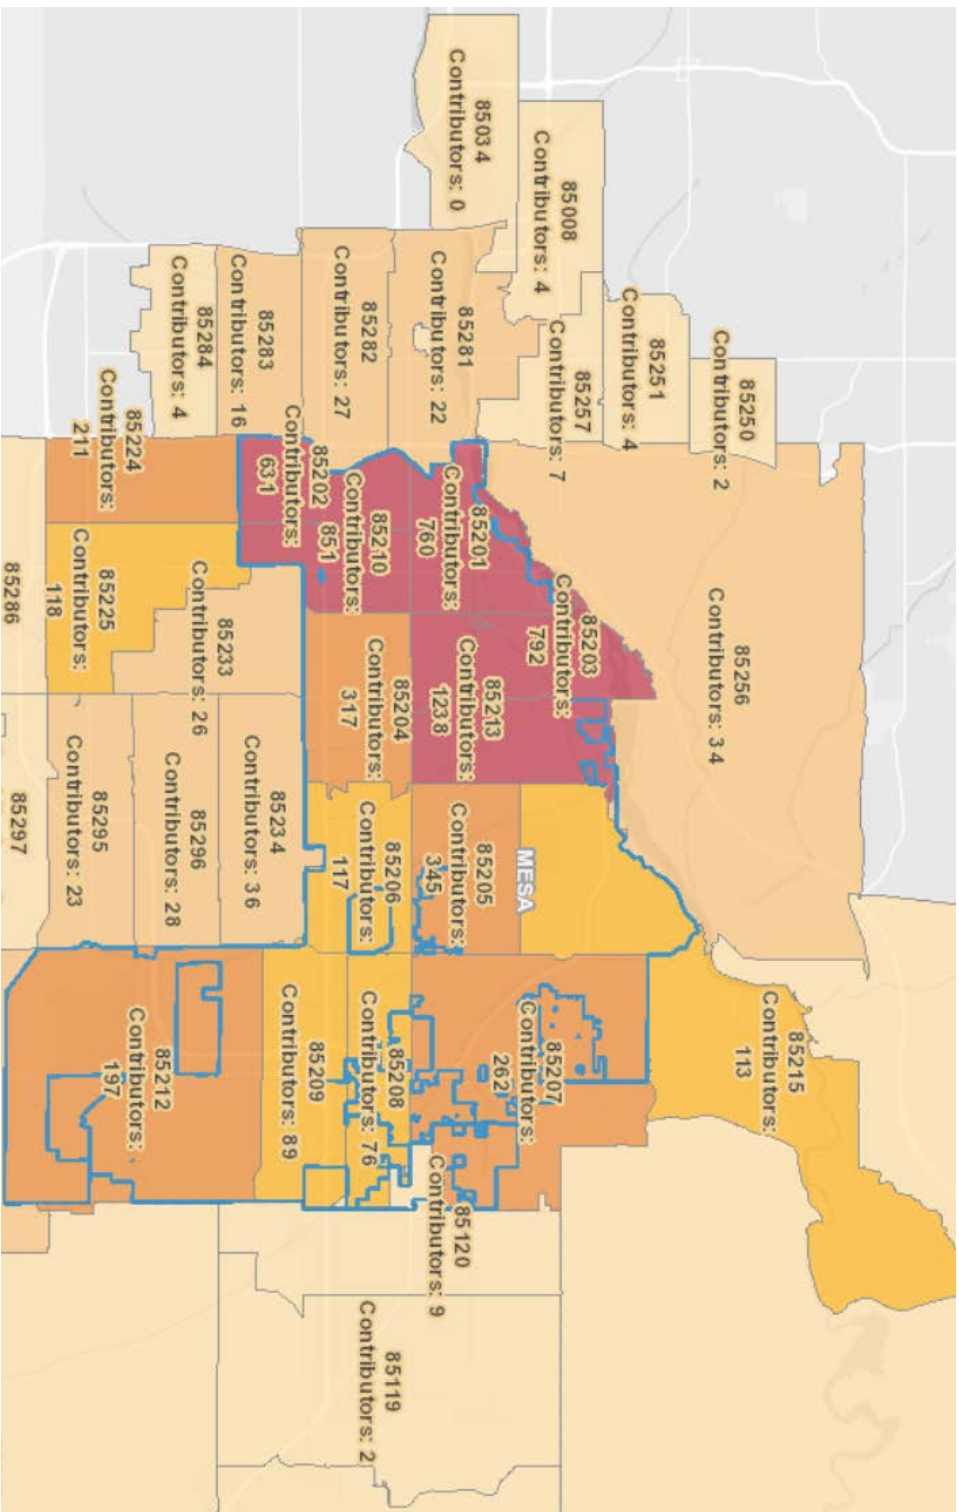 85034
Contributors: 0
85008
Contributors: 4
85250
Contributors: 2
85251
Contributors: 4
85257
Contributors: 7
85281
Contributors: 22
85282
Contributors: 27
85283
Contributors: 16
85284
Contributors: 4
85224
Contributors:
211
85256
Contributors: 34
85203
Contributors:
792
85201
Contributors:
760
85210
Contributors:
851
85202
Contributors:
631
85225
Contributors:
118
85233
Contributors: 26
85286
85213
Contributors:
1238
85204
Contributors:
317
85234
Contributors: 36
85296
Contributors: 28
85295
Contributors: 23
85297
MESA
85205
Contributors:
345
85206
Contributors:
117
85215
Contributors:
113
85207
Contributors:
262
85208
Contributors: 76
85209
Contributors: 89
85212
Contributors:
197
85120
Contributors: 9
85119
Contributors: 2